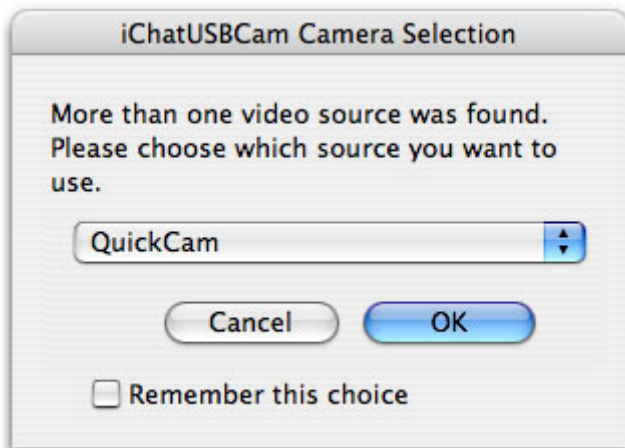 iChatUSBCam Camera Selection
More than one video source was found.
Please choose which source you want to
use.
QuickCam
Cancel
OK
Remember this choice